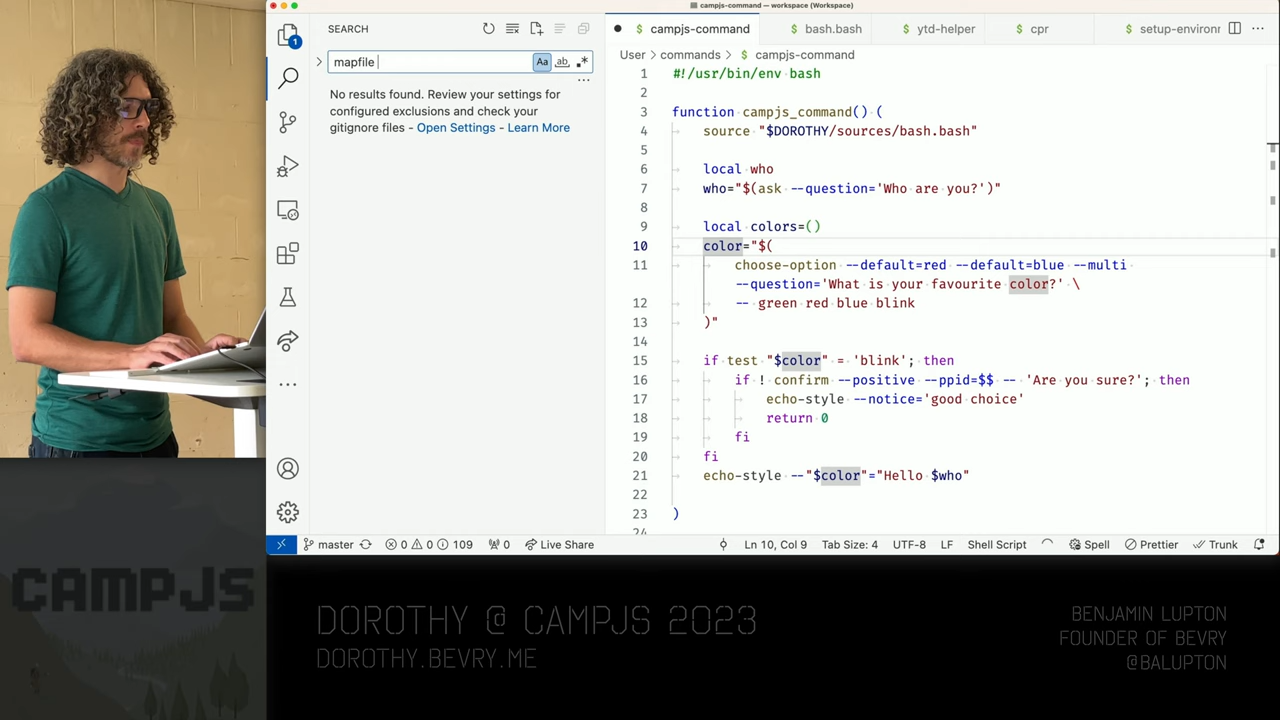 campjs-command — workspace (Workspace)
SEARCH
mapfile
Aa
ab
.*
No results found. Review your settings for
configured exclusions and check your
gitignore files - Open Settings - Learn More
1
$ campjs-command
$ bash.bash
$ ytd-helper
$ cpr
$ setup-environr
User > commands > $ campjs-command
1 #!/usr/bin/env bash
2
3 function campjs_command() (
4 source "$DOROTHY/sources/bash.bash"
5
6 local who
7 who="$(ask --question='Who are you?')"
8
9 local colors=()
10 color="$(
11 choose-option --default=red --default=blue --multi
--question='What is your favourite color?' \
12 -- green red blue blink
13 )"
14
15 if test "$color" = 'blink'; then
16 if ! confirm --positive --ppid=$$ -- 'Are you sure?'; then
17 echo-style --notice='good choice'
18 return 0
19 fi
20 fi
21 echo-style --"$color"="Hello $who"
22
23 )
24
master 0 0 109 0 Live Share Ln 10, Col 9 Tab Size: 4 UTF-8 LF Shell Script Spell Prettier Trunk
CAMPJS
DOROTHY @ CAMPJS 2023
DOROTHY.BEVRY.ME
BENJAMIN LUPTON
FOUNDER OF BEVRY
@BALUPTON